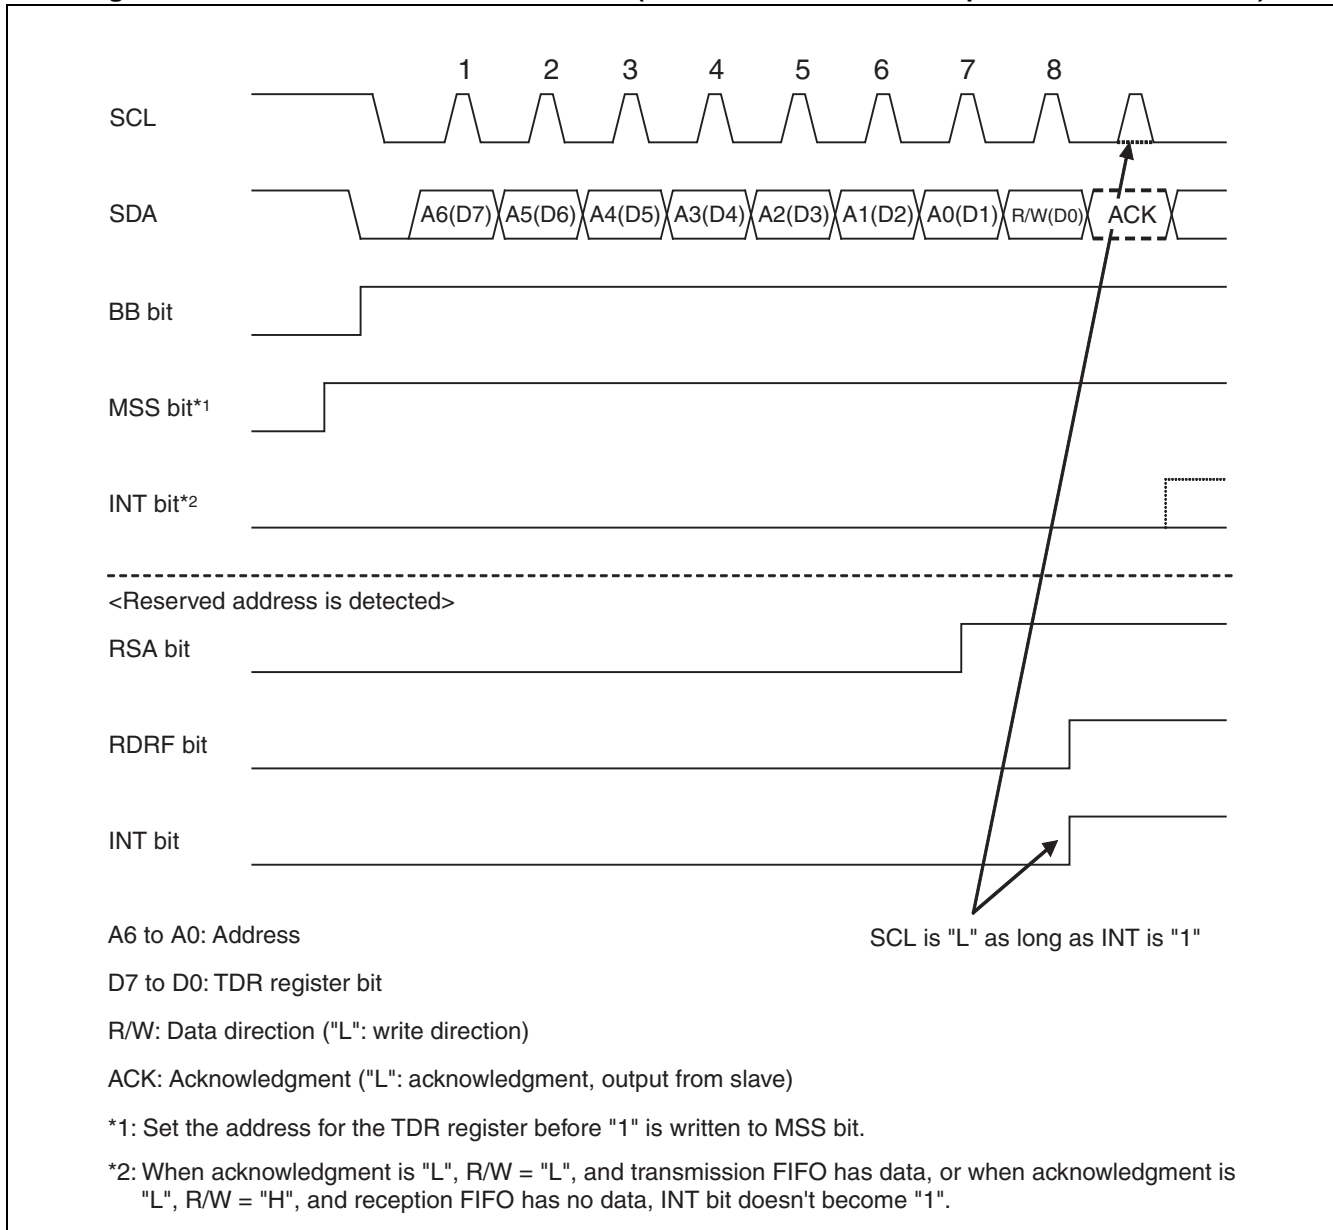 1 2 3 4 5 6 7 8
SCL
SDA A6(D7) A5(D6) A4(D5) A3(D4) A2(D3) A1(D2) A0(D1) R/W(D0) ACK
BB bit
MSS bit*1
INT bit*2
<Reserved address is detected>
RSA bit
RDRF bit
INT bit
SCL is "L" as long as INT is "1"
A6 to A0: Address
D7 to D0: TDR register bit
R/W: Data direction ("L": write direction)
ACK: Acknowledgment ("L": acknowledgment, output from slave)
*1: Set the address for the TDR register before "1" is written to MSS bit.
*2: When acknowledgment is "L", R/W = "L", and transmission FIFO has data, or when acknowledgment is
"L", R/W = "H", and reception FIFO has no data, INT bit doesn't become "1".